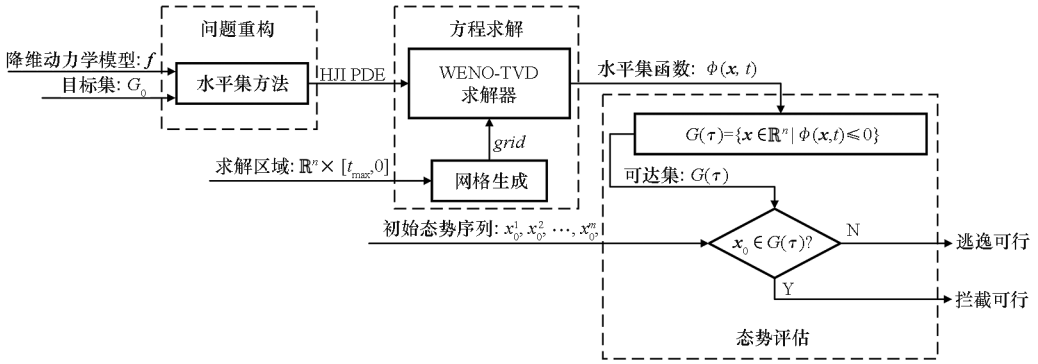 问题重构
方程求解
降维动力学模型: f
目标集: G₀
水平集方法
HJI PDE
WENO-TVD
求解器
水平集函数: Φ(x, t)
G(τ)={x∈ℝⁿ | Φ(x,t)≤0}
grid
求解区域: ℝⁿ× [t_max,0]
网格生成
可达集: G(τ)
初始态势序列: x₀¹, x₀², ⋯, x₀ᵐ,
x₀∈G(τ)?
N
逃逸可行
Y
拦截可行
态势评估